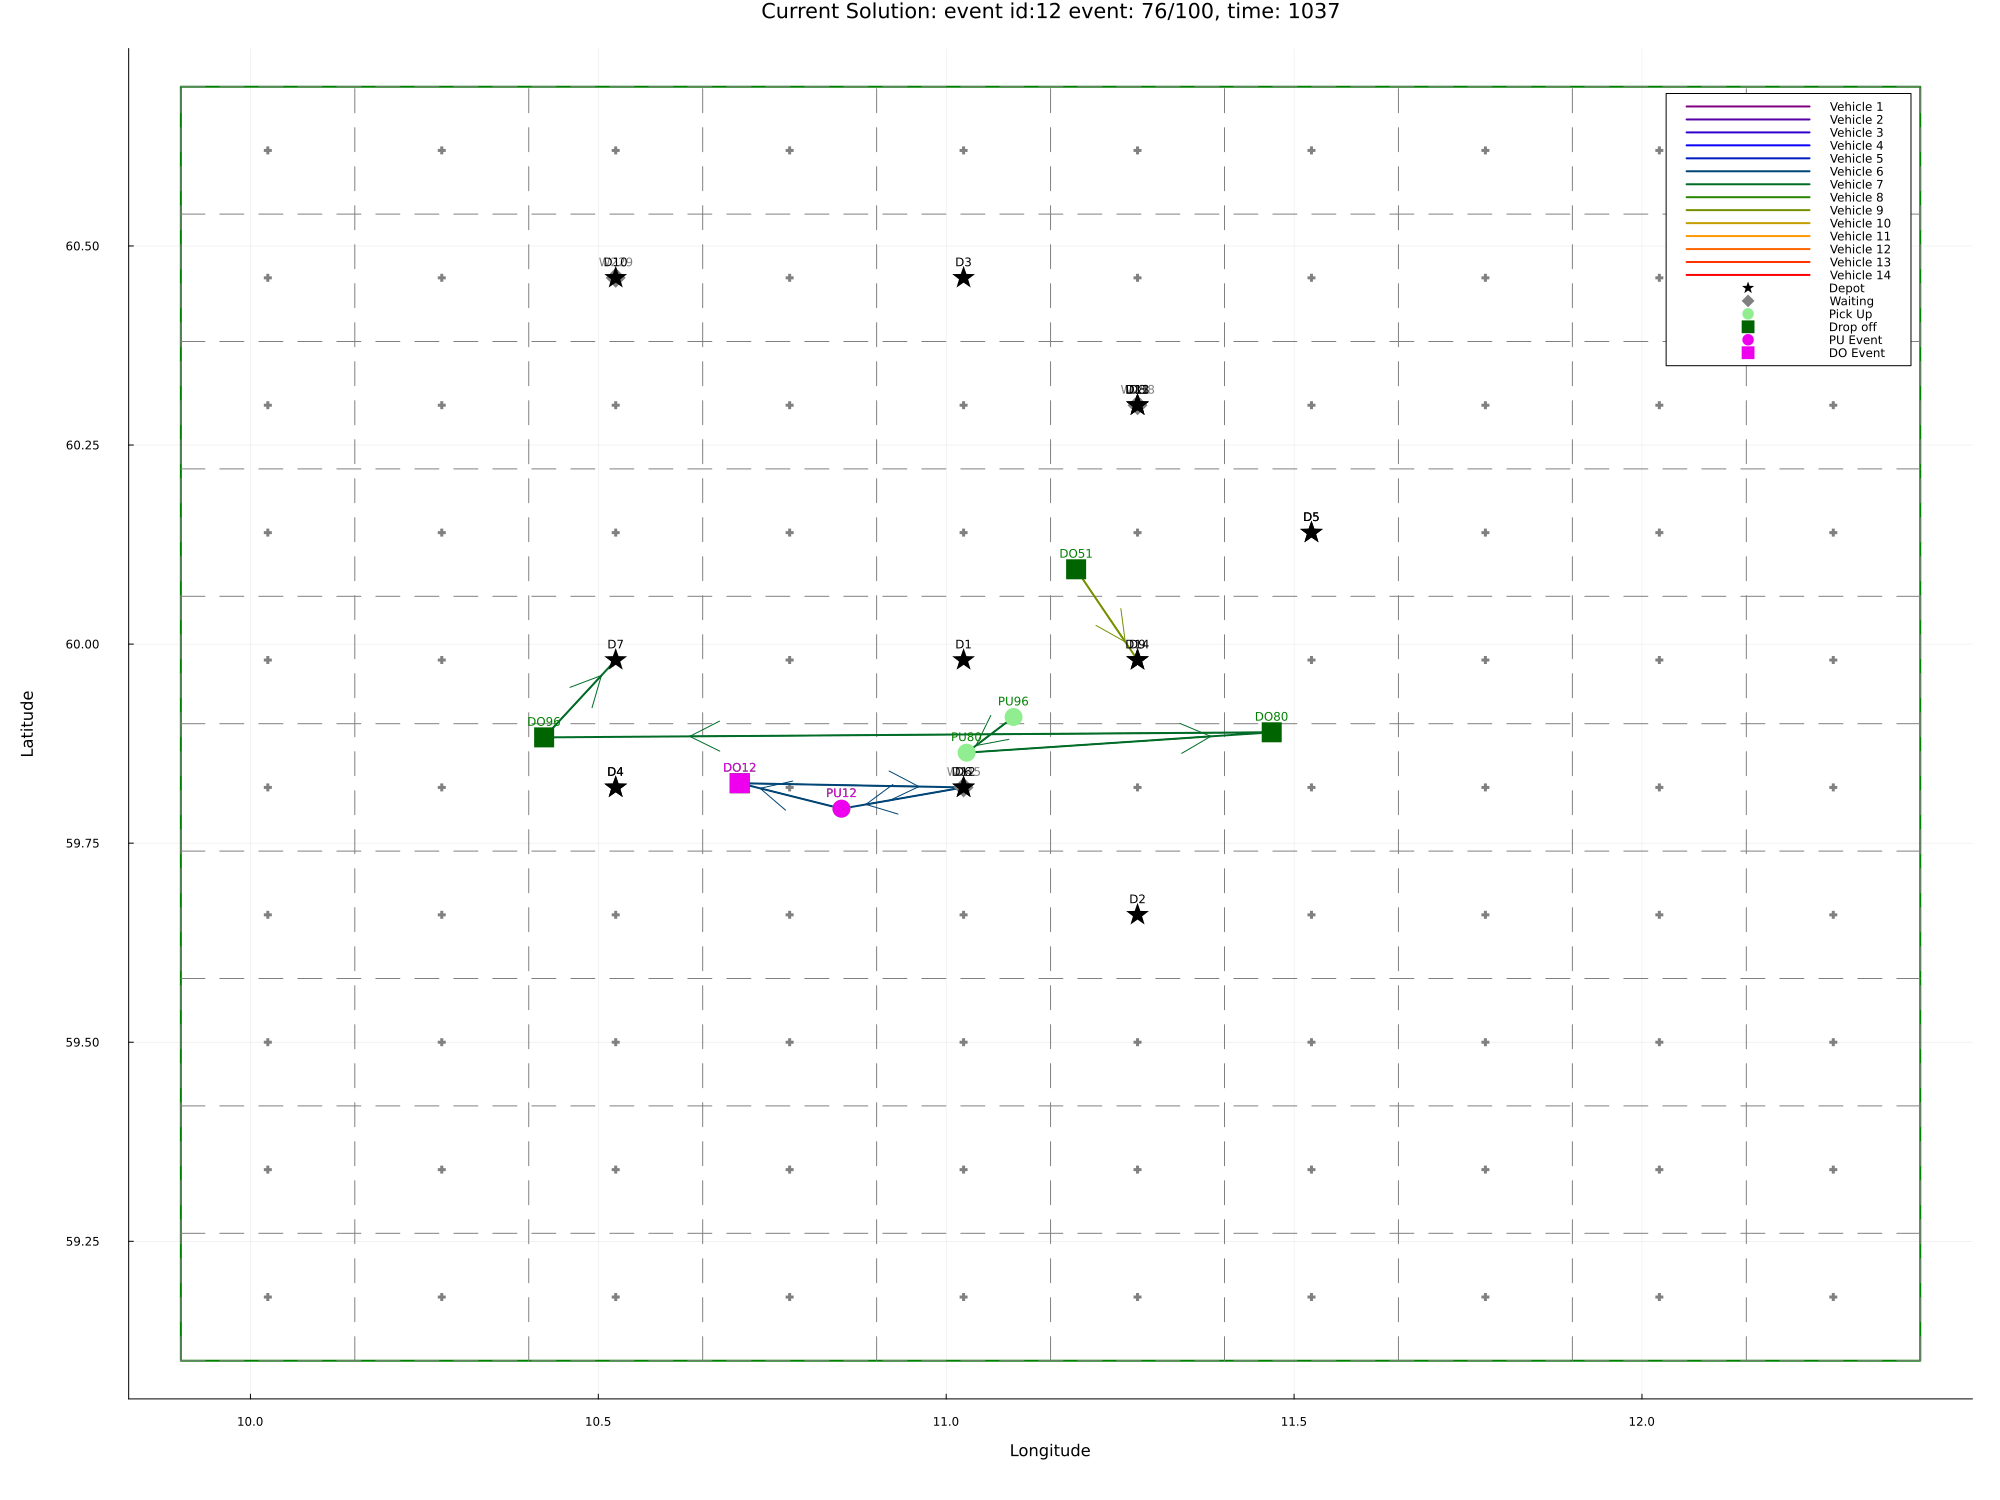 Current Solution: event id:12 event: 76/100, time: 1037
Vehicle 1
Vehicle 2
Vehicle 3
Vehicle 4
Vehicle 5
Vehicle 6
Vehicle 7
Vehicle 8
Vehicle 9
Vehicle 10
Vehicle 11
Vehicle 12
Vehicle 13
Vehicle 14
Depot
Waiting
Pick Up
Drop off
PU Event
DO Event
60.50
D10
D3
60.25
D5
DO51
60.00
D7
D1
Latitude
PU96
DO96
DO80
PU80
D4
DO12
PU12
59.75
D2
59.50
59.25
10.0
10.5
11.0
11.5
12.0
Longitude